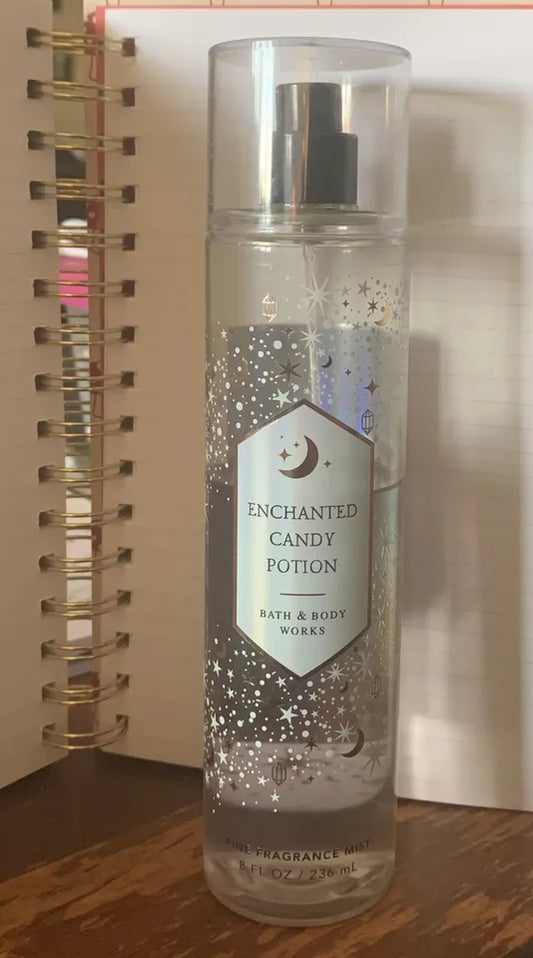 ENCHANTED
CANDY
POTION
BATH & BODY
WORKS
FINE FRAGRANCE MIST
8 FL OZ / 236 mL